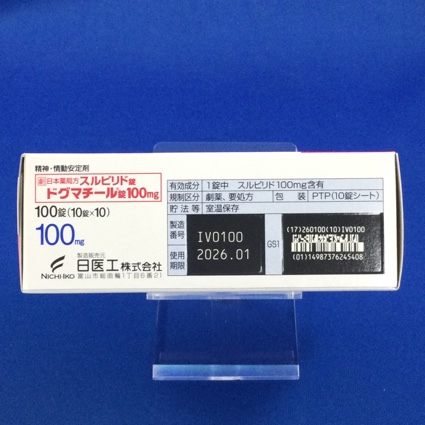 精神・情動安定剤
劇 日本薬局方 スルピリド錠
ドグマチール錠100mg
100錠(10錠×10)
100mg
製造販売元
日医工株式会社
NICHI-IKO 富山市総曲輪1丁目6番21
有効成分 1錠中 スルピリド100mg含有
規制区分 劇薬、要処方 包装 PTP(10錠シート)
貯法等 室温保存
製造番号 IV0100
使用期限 2026.01
GS1
(17)260100(10)IV0100
(01)14987376245408